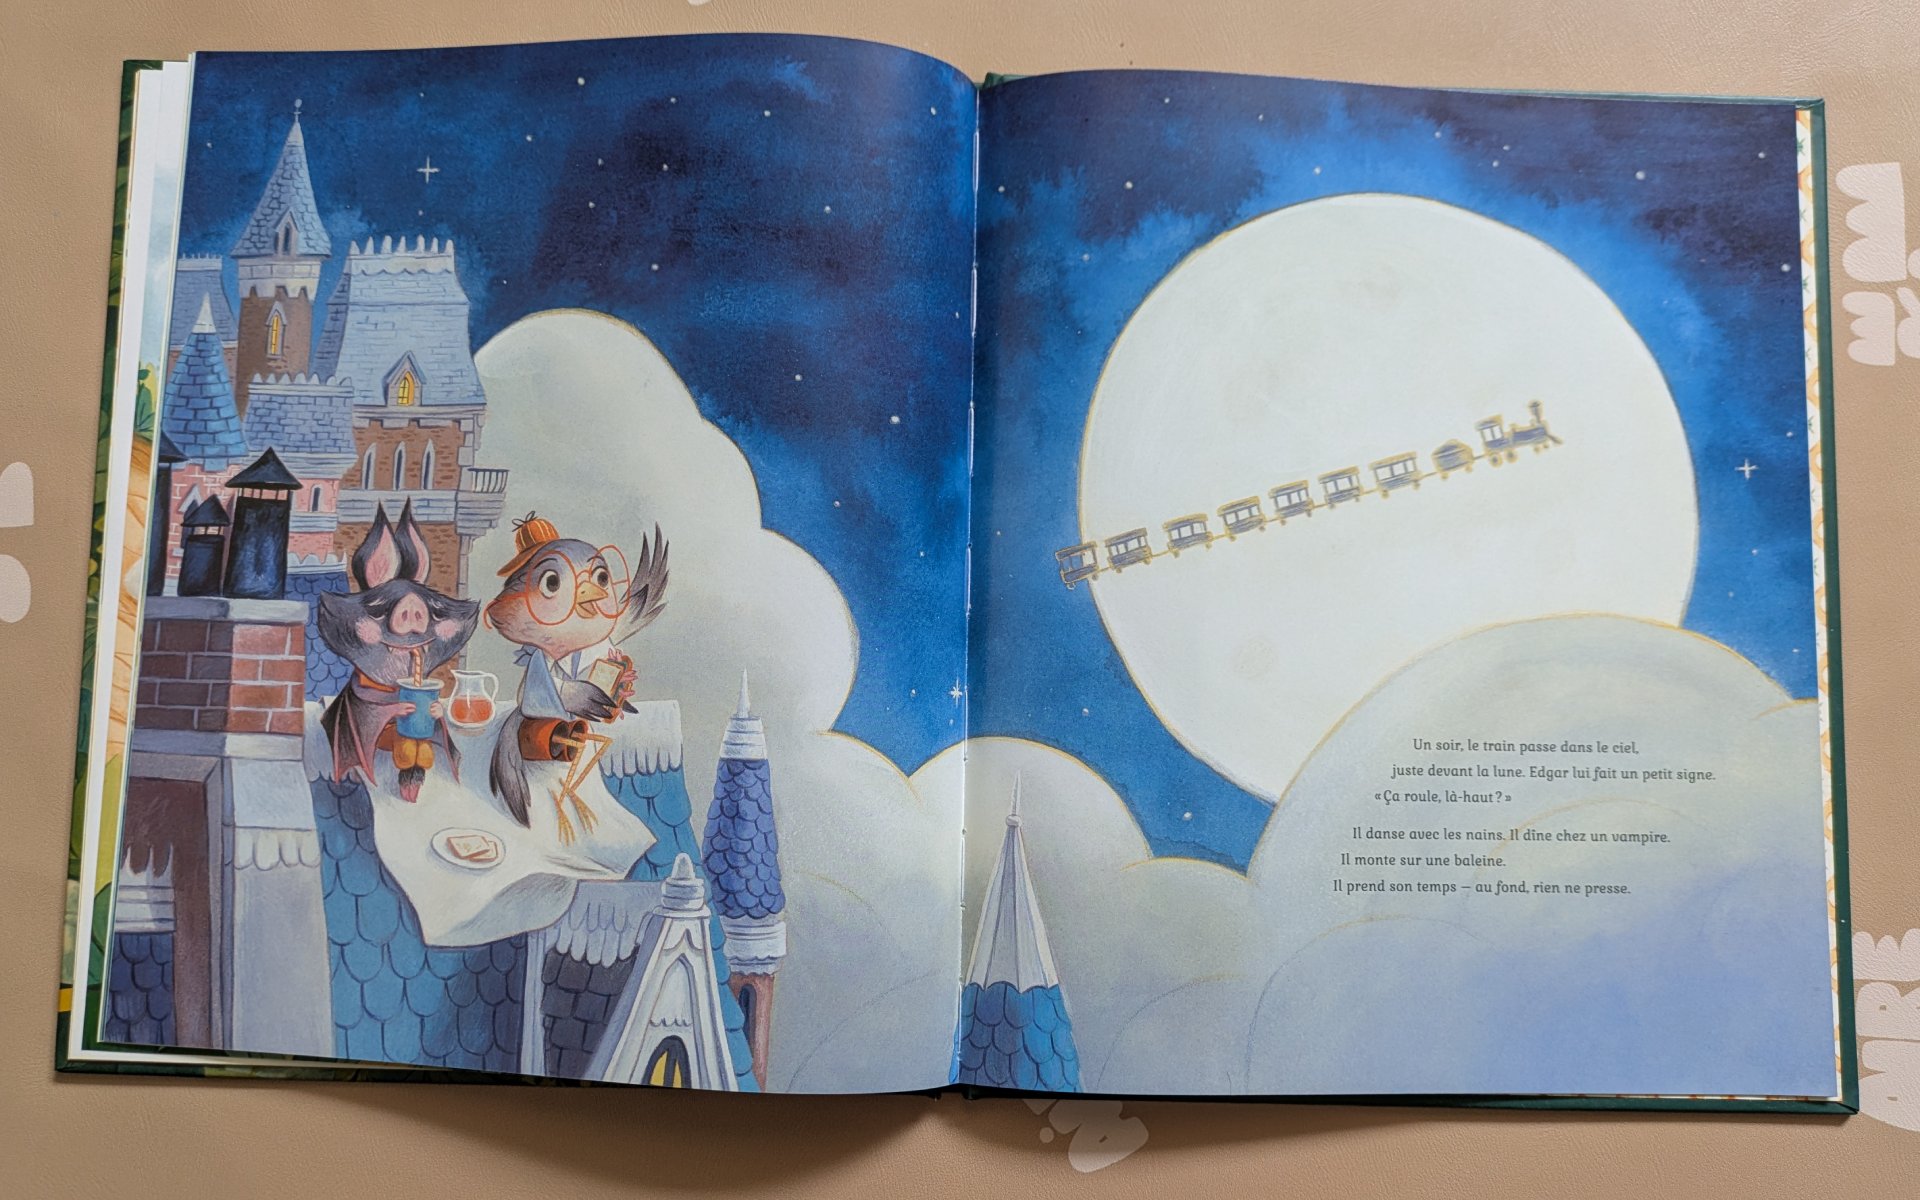 Un soir, le train passe dans le ciel,
juste devant la lune. Edgar lui fait un petit signe.
« Ça roule, là-haut ? »
Il danse avec les nains. Il dîne chez un vampire.
Il monte sur une baleine.
Il prend son temps – au fond, rien ne presse.